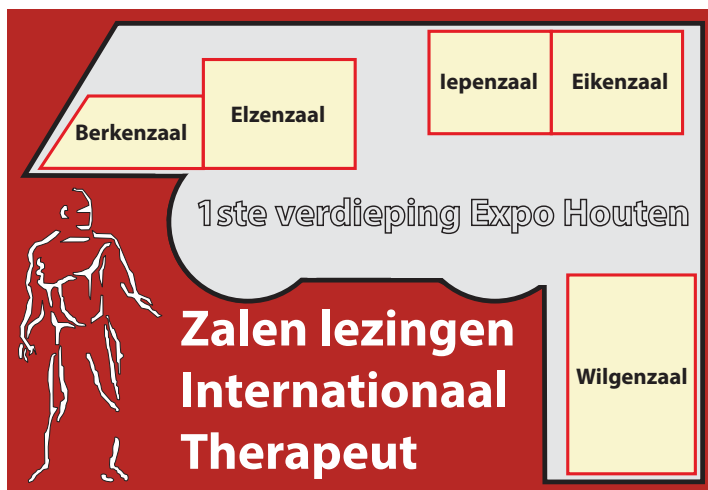 Iepenzaal
Eikenzaal
Elzenzaal
Berkenzaal
1ste verdieping Expo Houten
Zalen lezingen
Internationaal
Therapeut
Wilgenzaal